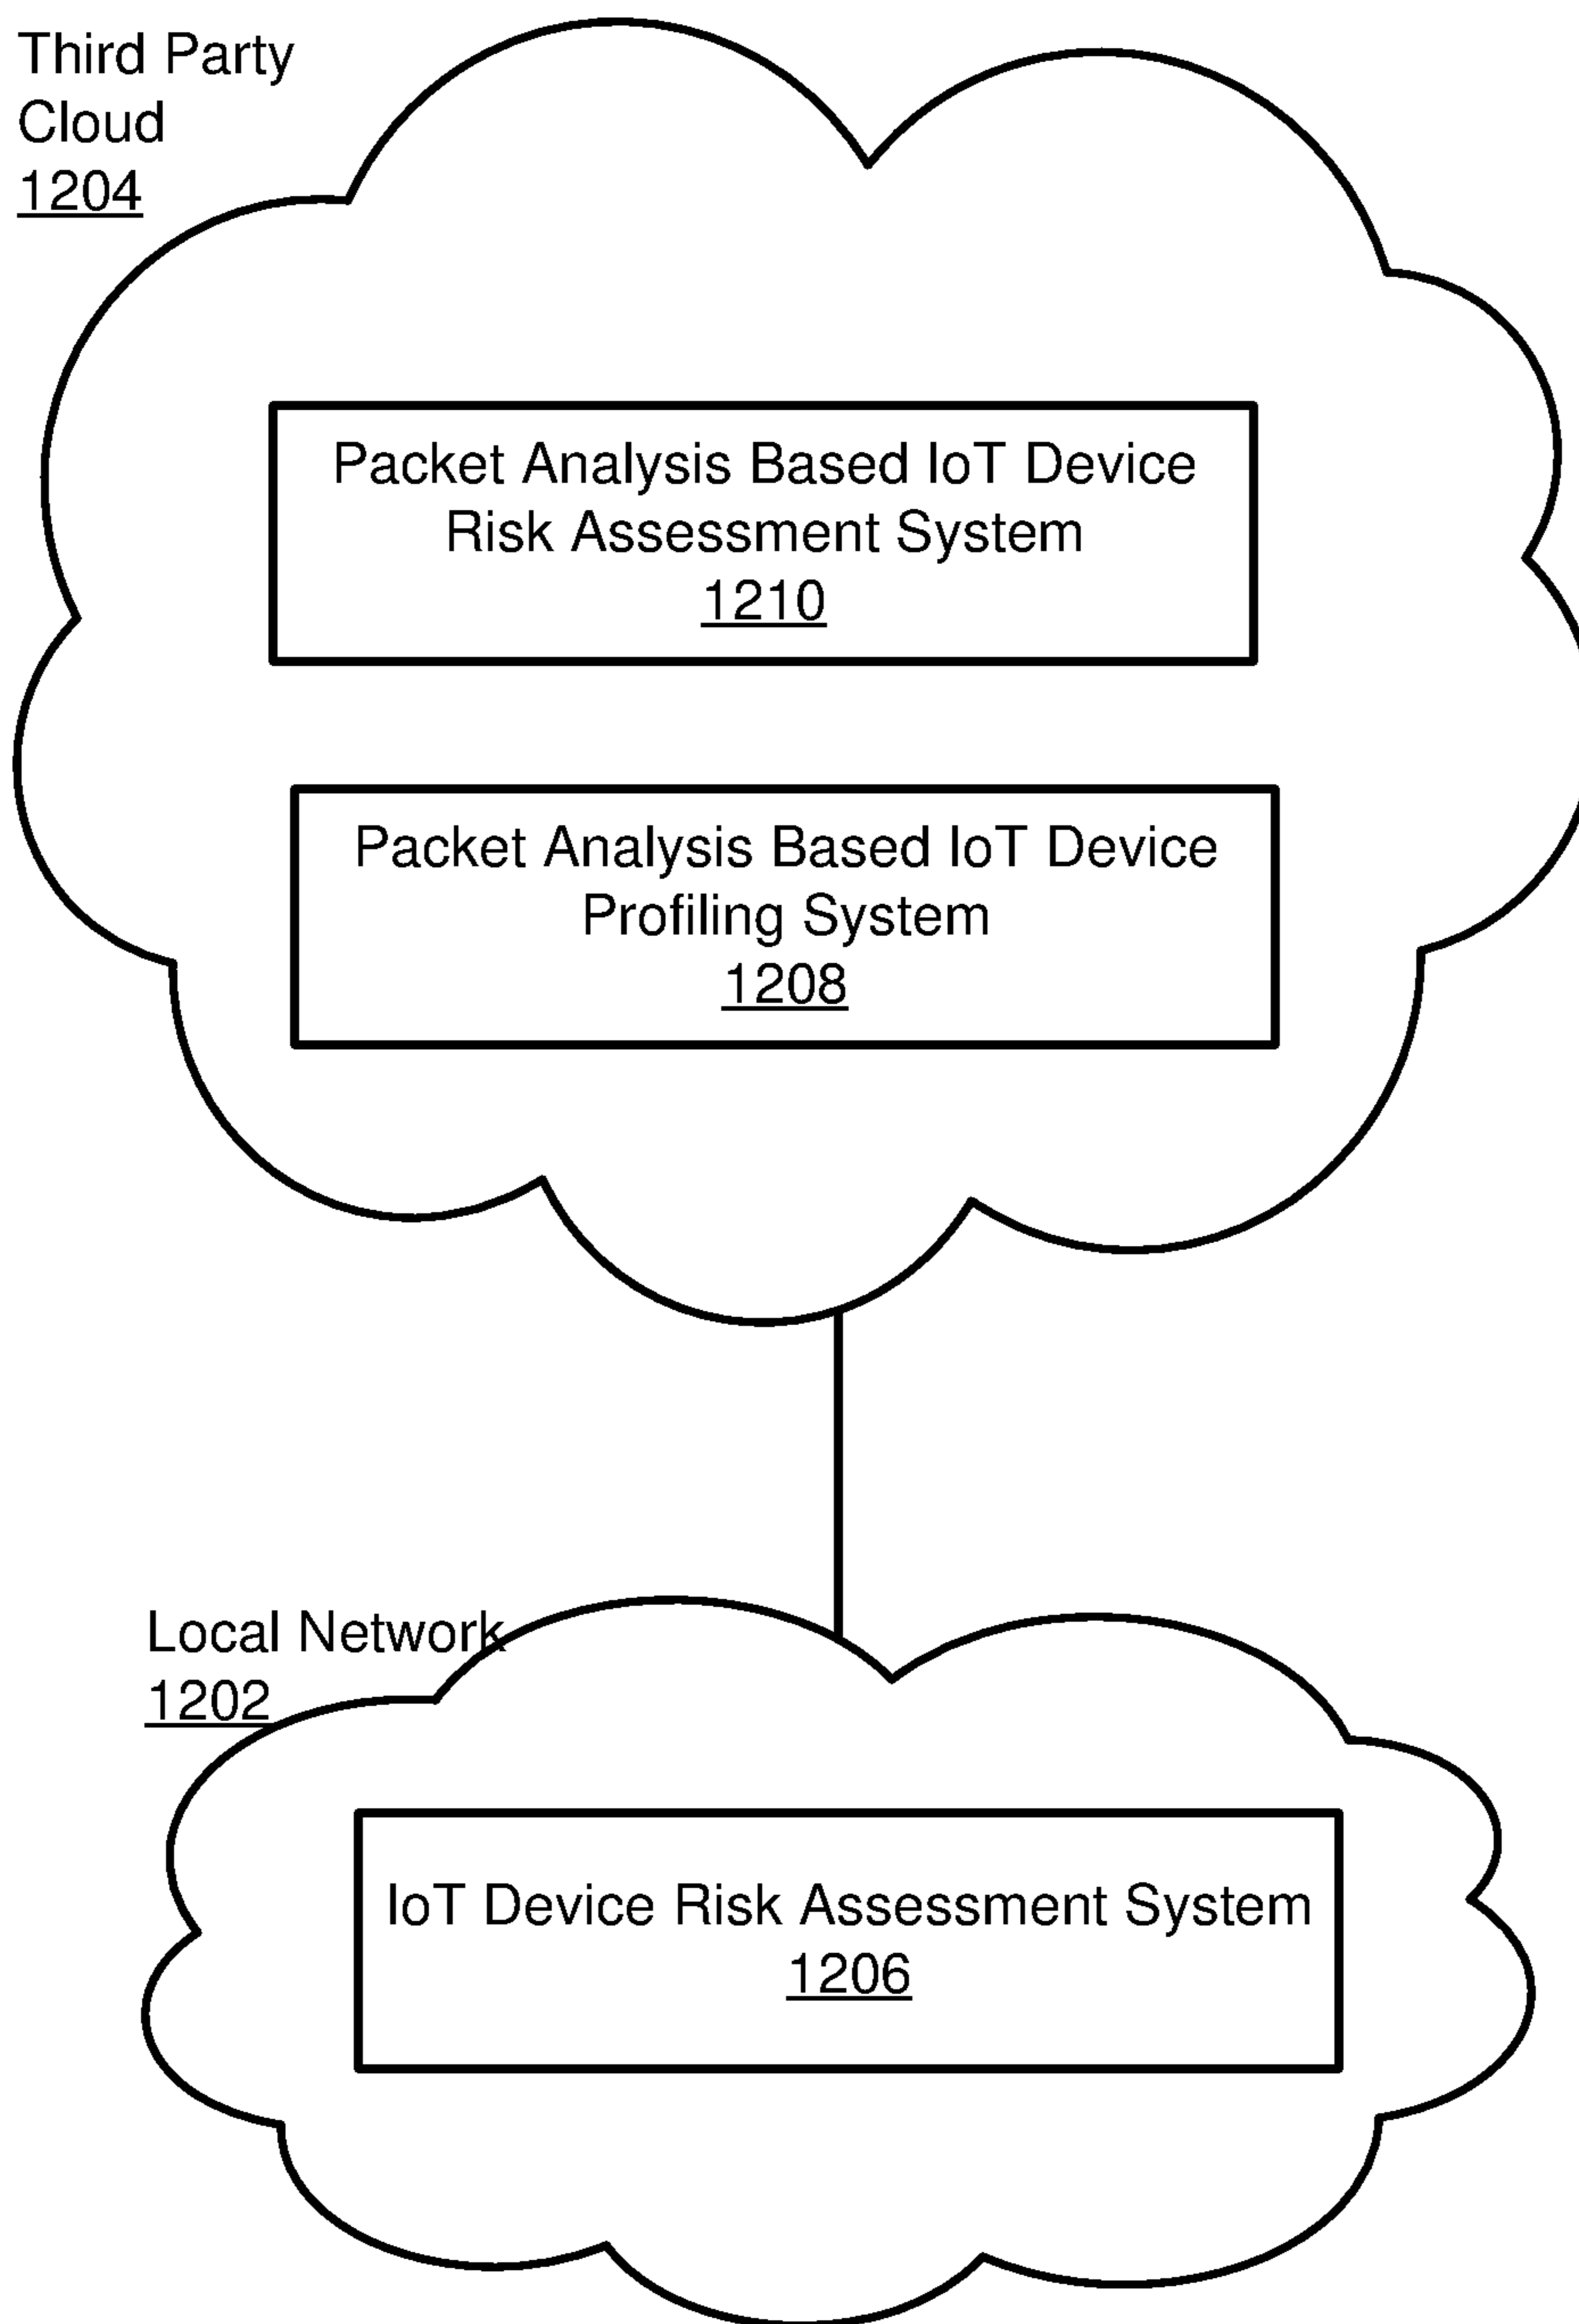 Third Party
Cloud
1204
Packet Analysis Based IoT Device
Risk Assessment System
1210
Packet Analysis Based IoT Device
Profiling System
1208
Local Network
1202
IoT Device Risk Assessment System
1206